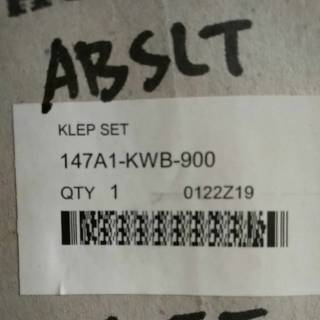 ABSLT
KLEP SET
147A1-KWB-900
QTY 1 0122Z19